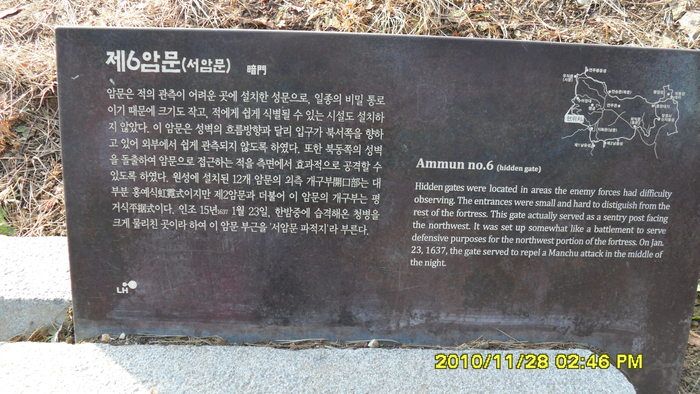 제6암문(서암문) 暗門
암문은 적의 관측이 어려운 곳에 설치한 성문으로, 일종의 비밀 통로
이기 때문에 크기도 작고, 적에게 쉽게 식별될 수 있는 시설도 설치하
지 않았다. 이 암문은 성벽의 흐름방향과 달리 입구가 북서쪽을 향하
고 있어 외부에서 쉽게 관측되지 않도록 하였다. 또한 북동쪽의 성벽
을 돌출하여 암문으로 접근하는 적을 측면에서 효과적으로 공격할 수
있도록 하였다. 원성에 설치된 12개 암문의 외측 개구부開口部는 대
부분 홍예식虹霓式이지만 제2암문과 더불어 이 암문의 개구부는 평
거식平据式이다. 인조 15년1637 1월 23일, 한밤중에 습격해온 청병을
크게 물리친 곳이라 하여 이 암문 부근을 '서암문 파적지'라 부른다.
Ammun no.6 (hidden gate)
Hidden gates were located in areas the enemy forces had difficulty
observing. The entrances were small and hard to distiguish from the
rest of the fortress. This gate actually served as a sentry post facing
the northwest. It was set up somewhat like a battlement to serve
defensive purposes for the northwest portion of the fortress. On Jan.
23, 1637, the gate served to repel a Manchu attack in the middle of
the night.
LH
2010/11/28 02:46 PM